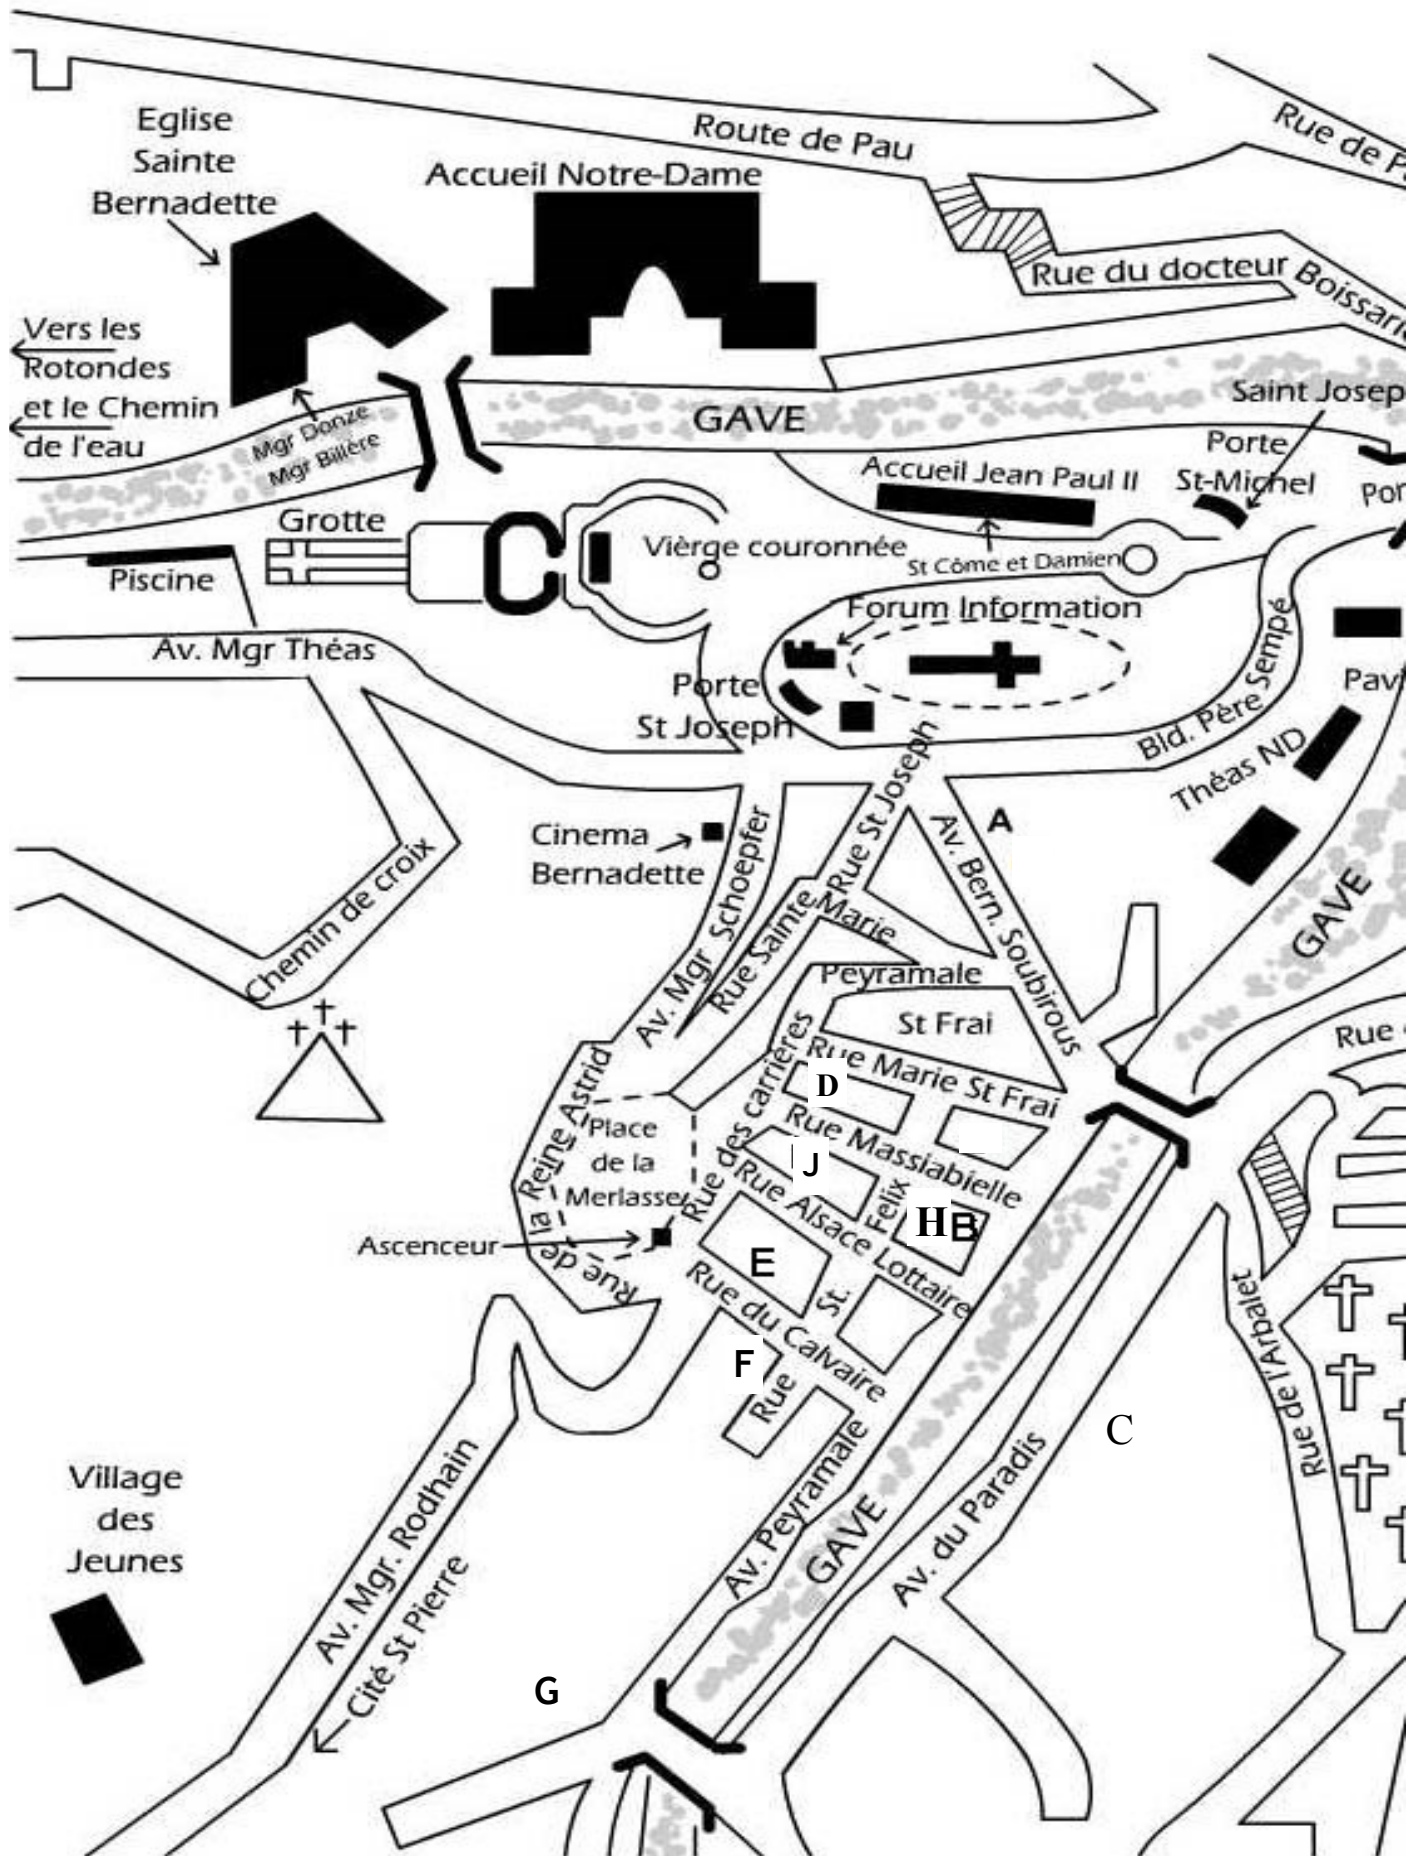 Route de Pau
Rue de P
Eglise
Sainte
Bernadette
Accueil Notre-Dame
Rue du docteur Boissarie
Vers les
Rotondes
et le Chemin
de l'eau
Mgr Donze
Mgr Billère
GAVE
Saint Josep
Porte
St-Michel
Por
Accueil Jean Paul II
Grotte
Vièrge couronnée
St Côme et Damien
Piscine
Forum Information
Av. Mgr Théas
Porte
St Joseph
Bld. Père Sempé
Pav
Théas ND
GAVE
Cinema
Bernadette
Av. Mgr Schoepfer
Rue St Joseph
A
Av. Bern. Soubirous
Rue Sainte Marie
Chemin de croix
Peyramale
St Frai
Rue Marie St Frai
Rue
D
Rue des carrières
Rue de la Reine Astrid
Place
de la
Merlasse
Rue Massiabielle
J
Rue Alsace Lottaire
Rue St. Felix
H B
Ascenceur
E
Rue du Calvaire
F
C
Rue de l'Arbalet
Av. Peyramale
GAVE
Av. du Paradis
Village
des
Jeunes
Av. Mgr. Rodhain
Cité St Pierre
G